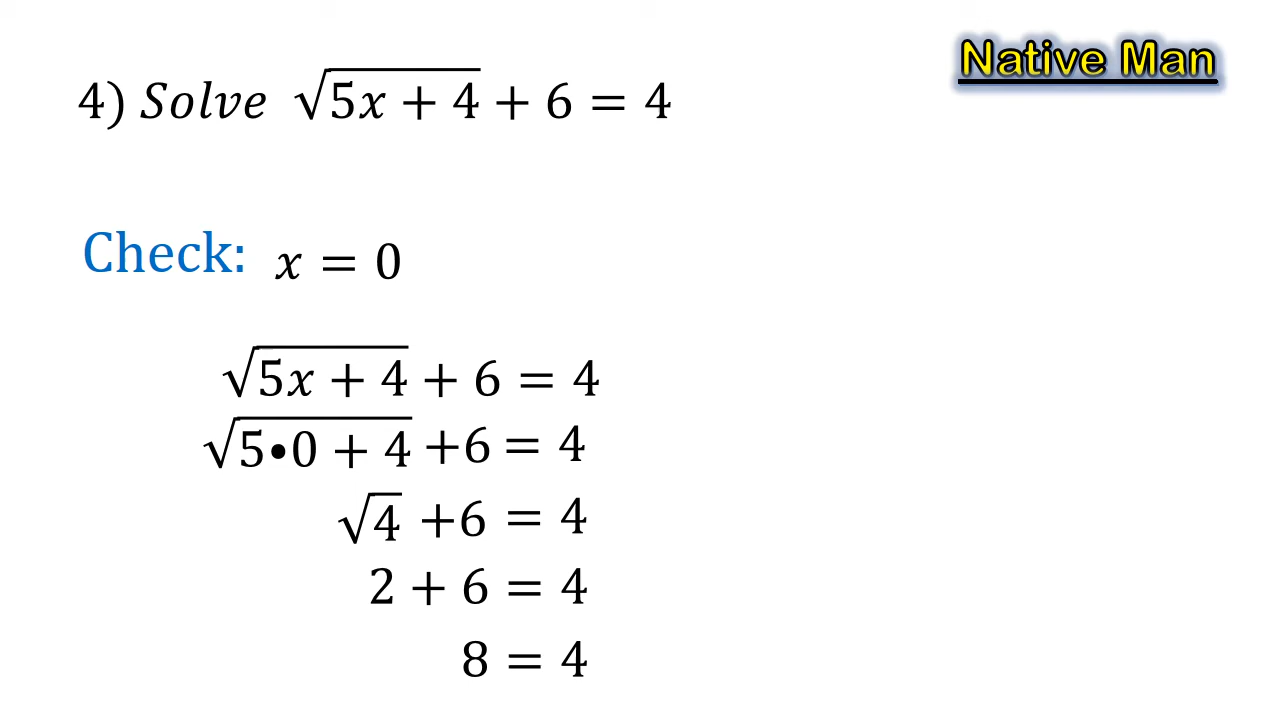 Native Man
4) Solve √(5x + 4) + 6 = 4
Check: x = 0
√(5x + 4) + 6 = 4
√(5•0 + 4) +6 = 4
√4 +6 = 4
2 + 6 = 4
8 = 4